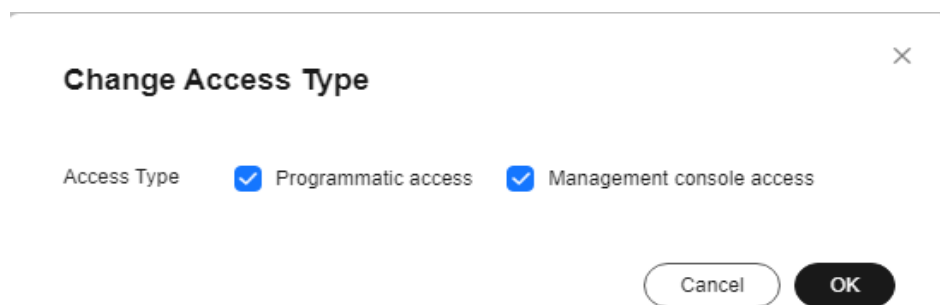 Change Access Type
Access Type Programmatic access Management console access
Cancel OK